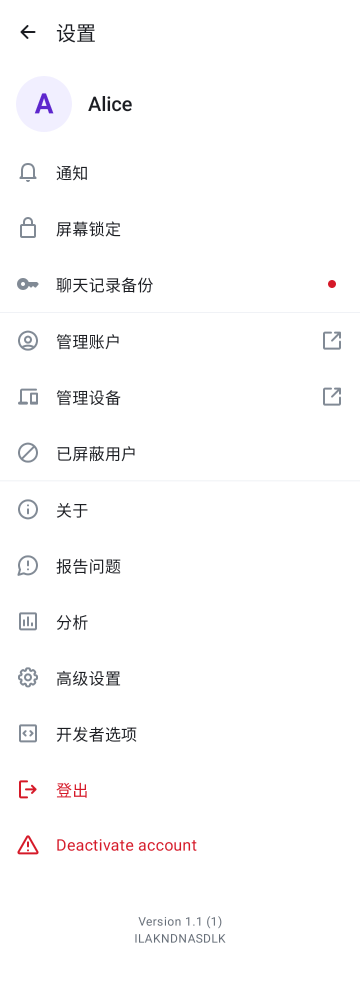 设置
A
Alice
通知
屏幕锁定
聊天记录备份
管理账户
管理设备
已屏蔽用户
关于
报告问题
分析
高级设置
开发者选项
登出
Deactivate account
Version 1.1 (1)
ILAKNDNASDLK